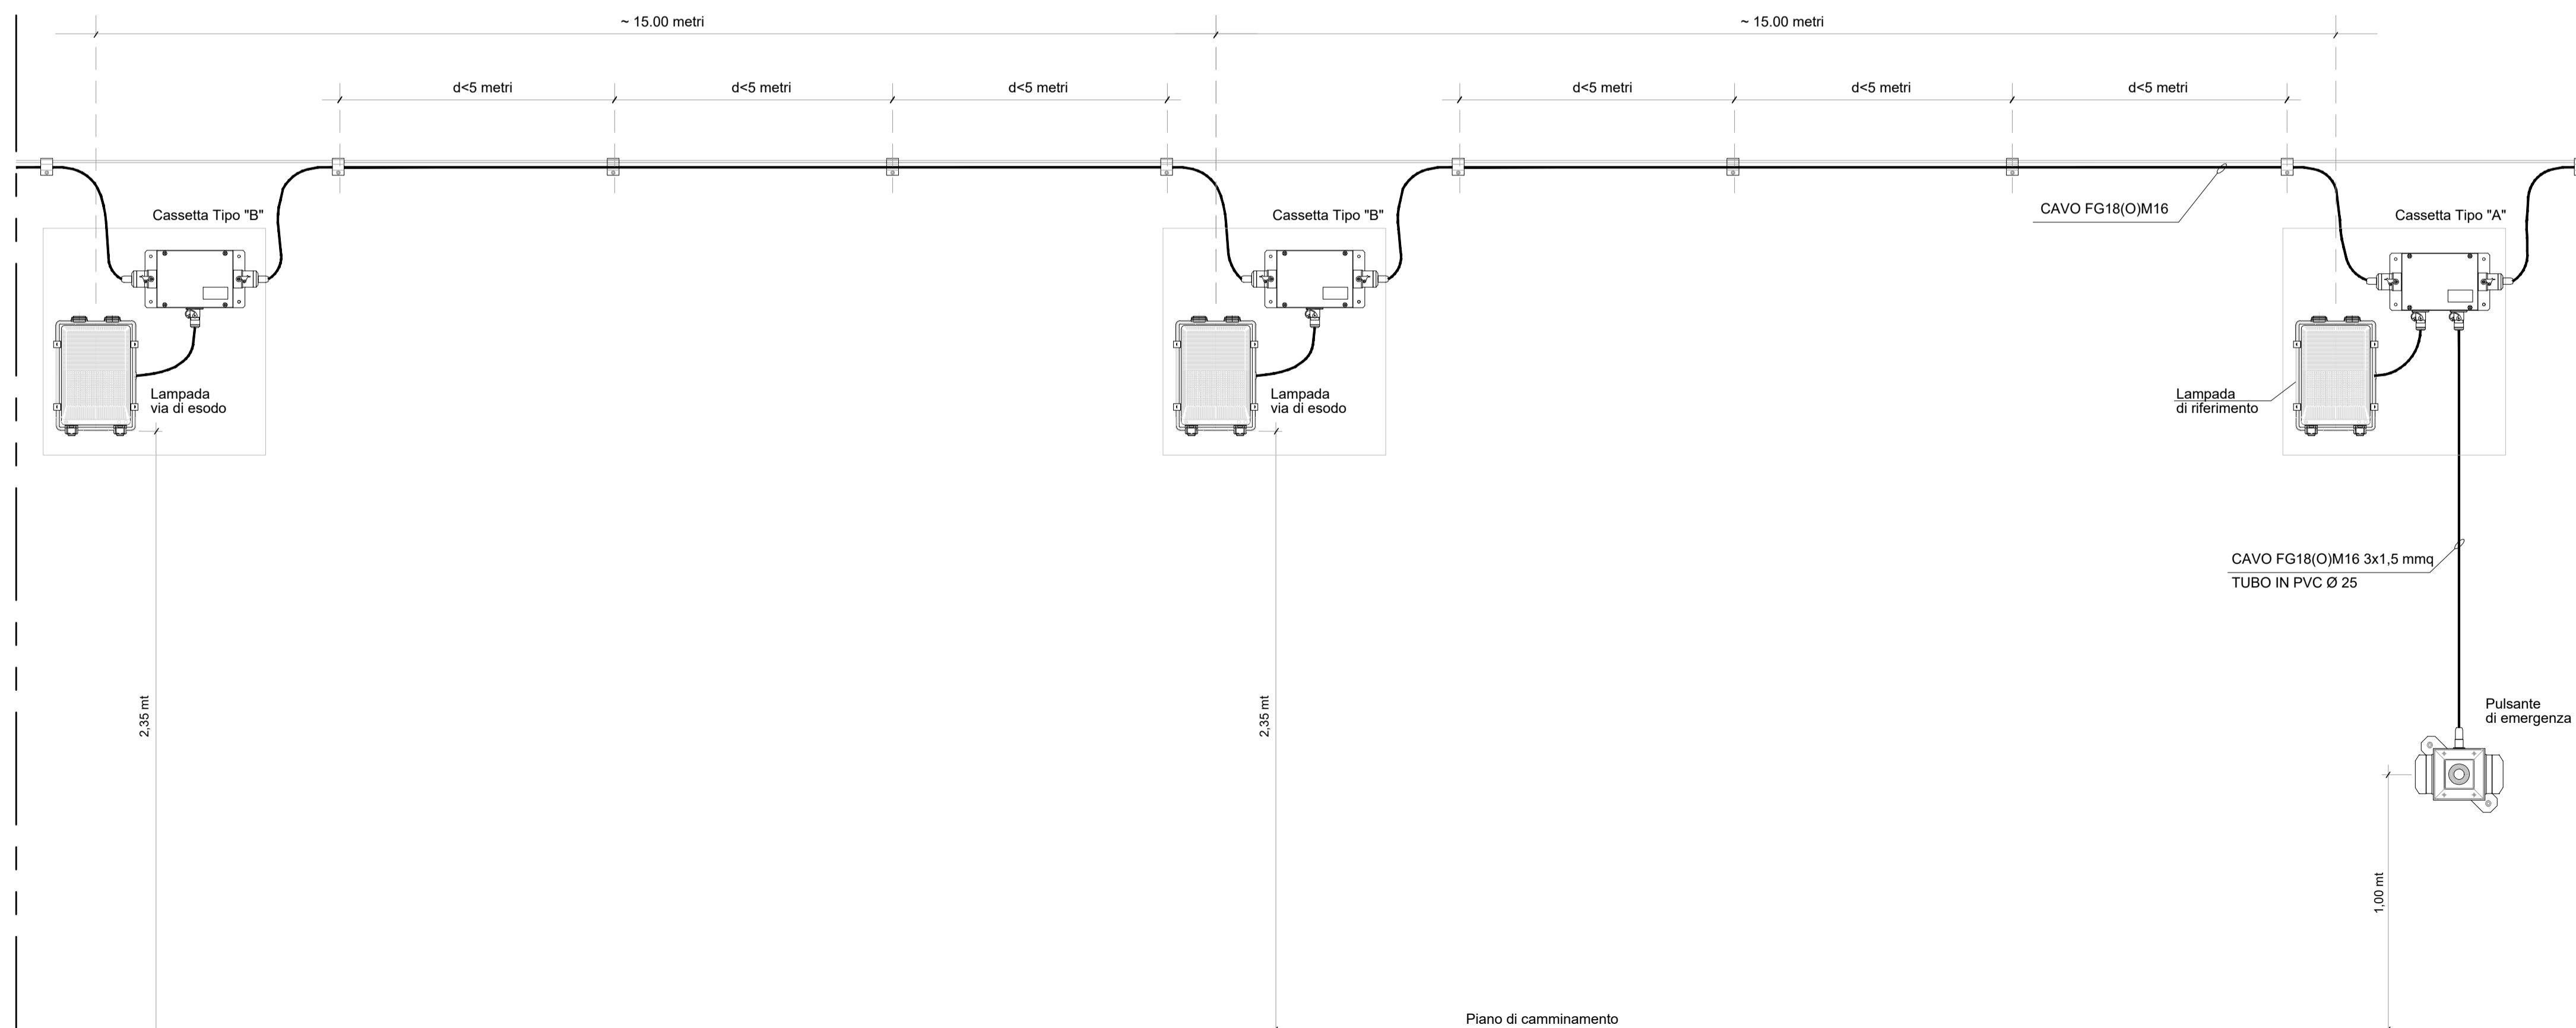 ~ 15.00 metri
~ 15.00 metri
d<5 metri
d<5 metri
d<5 metri
d<5 metri
d<5 metri
d<5 metri
CAVO FG18(O)M16
Cassetta Tipo "B"
Cassetta Tipo "B"
Cassetta Tipo "A"
Lampada
via di esodo
Lampada
via di esodo
Lampada
di riferimento
CAVO FG18(O)M16 3x1,5 mmq
TUBO IN PVC Ø 25
2,35 mt
2,35 mt
Pulsante
di emergenza
1,00 mt
Piano di camminamento